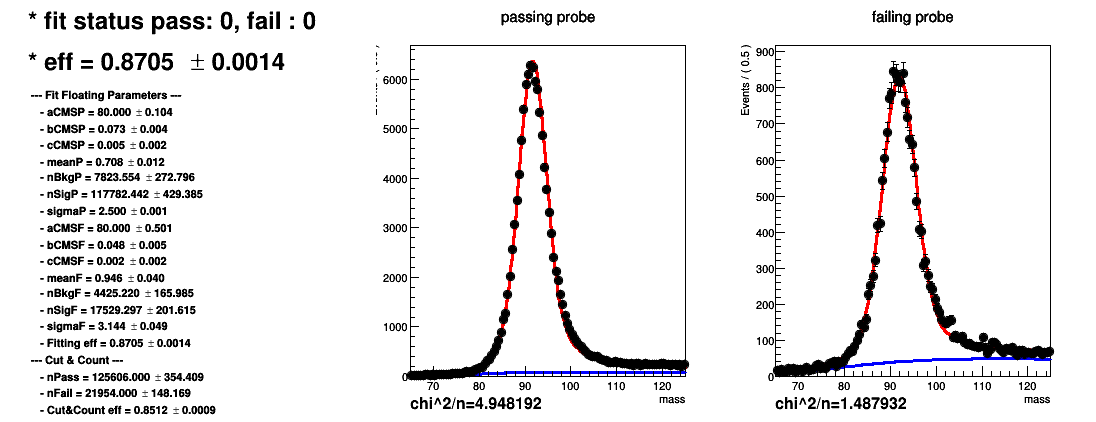 * fit status pass: 0, fail : 0
* eff = 0.8705 ± 0.0014
--- Fit Floating Parameters ---
- aCMSP = 80.000 ± 0.104
- bCMSP = 0.073 ± 0.004
- cCMSP = 0.005 ± 0.002
- meanP = 0.708 ± 0.012
- nBkgP = 7823.554 ± 272.796
- nSigP = 117782.442 ± 429.385
- sigmaP = 2.500 ± 0.001
- aCMSF = 80.000 ± 0.501
- bCMSF = 0.048 ± 0.005
- cCMSF = 0.002 ± 0.002
- meanF = 0.946 ± 0.040
- nBkgF = 4425.220 ± 165.985
- nSigF = 17529.297 ± 201.615
- sigmaF = 3.144 ± 0.049
- Fitting eff = 0.8705 ± 0.0014
--- Cut & Count ---
- nPass = 125606.000 ± 354.409
- nFail = 21954.000 ± 148.169
- Cut&Count eff = 0.8512 ± 0.0009
passing probe
6000
5000
4000
3000
2000
1000
0
70 80 90 100 110 120
mass
chi^2/n=4.948192
failing probe
Events / ( 0.5 )
900
800
700
600
500
400
300
200
100
0
70 80 90 100 110 120
mass
chi^2/n=1.487932